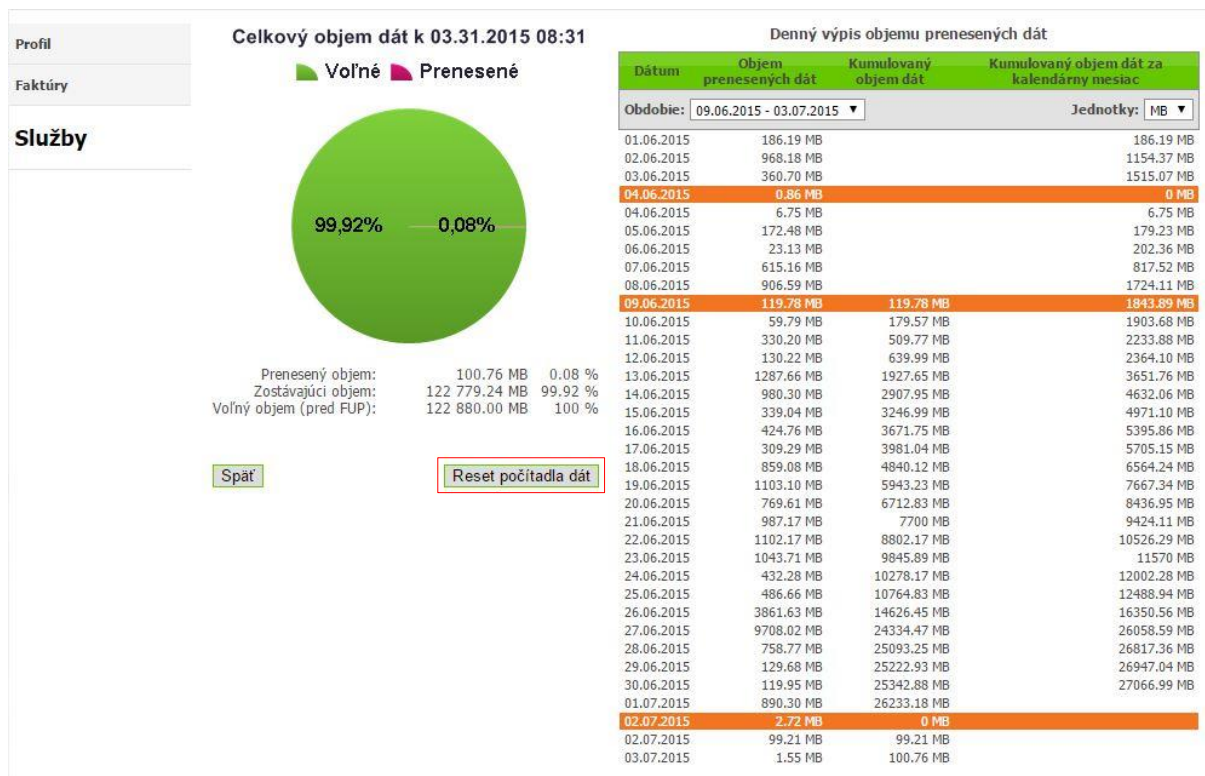 Profil
Faktúry
Služby
Celkový objem dát k 03.31.2015 08:31
Voľné Prenesené
99,92% 0,08%
Prenesený objem: 100.76 MB 0.08 %
Zostávajúci objem: 122 779.24 MB 99.92 %
Voľný objem (pred FUP): 122 880.00 MB 100 %
Späť Reset počítadla dát
Denný výpis objemu prenesených dát
Dátum Objem prenesených dát Kumulovaný objem dát Kumulovaný objem dát za kalendárny mesiac
Obdobie: 09.06.2015 - 03.07.2015 ▼ Jednotky: MB ▼
01.06.2015 186.19 MB 186.19 MB
02.06.2015 968.18 MB 1154.37 MB
03.06.2015 360.70 MB 1515.07 MB
04.06.2015 0.86 MB 0 MB
04.06.2015 6.75 MB 6.75 MB
05.06.2015 172.48 MB 179.23 MB
06.06.2015 23.13 MB 202.36 MB
07.06.2015 615.16 MB 817.52 MB
08.06.2015 906.59 MB 1724.11 MB
09.06.2015 119.78 MB 119.78 MB 1843.89 MB
10.06.2015 59.79 MB 179.57 MB 1903.68 MB
11.06.2015 330.20 MB 509.77 MB 2233.88 MB
12.06.2015 130.22 MB 639.99 MB 2364.10 MB
13.06.2015 1287.66 MB 1927.65 MB 3651.76 MB
14.06.2015 980.30 MB 2907.95 MB 4632.06 MB
15.06.2015 339.04 MB 3246.99 MB 4971.10 MB
16.06.2015 424.76 MB 3671.75 MB 5395.86 MB
17.06.2015 309.29 MB 3981.04 MB 5705.15 MB
18.06.2015 859.08 MB 4840.12 MB 6564.24 MB
19.06.2015 1103.10 MB 5943.23 MB 7667.34 MB
20.06.2015 769.61 MB 6712.83 MB 8436.95 MB
21.06.2015 987.17 MB 7700 MB 9424.11 MB
22.06.2015 1102.17 MB 8802.17 MB 10526.29 MB
23.06.2015 1043.71 MB 9845.89 MB 11570 MB
24.06.2015 432.28 MB 10278.17 MB 12002.28 MB
25.06.2015 486.66 MB 10764.83 MB 12488.94 MB
26.06.2015 3861.63 MB 14626.45 MB 16350.56 MB
27.06.2015 9708.02 MB 24334.47 MB 26058.59 MB
28.06.2015 758.77 MB 25093.25 MB 26817.36 MB
29.06.2015 129.68 MB 25222.93 MB 26947.04 MB
30.06.2015 119.95 MB 25342.88 MB 27066.99 MB
01.07.2015 890.30 MB 26233.18 MB
02.07.2015 2.72 MB 0 MB
02.07.2015 99.21 MB 99.21 MB
03.07.2015 1.55 MB 100.76 MB